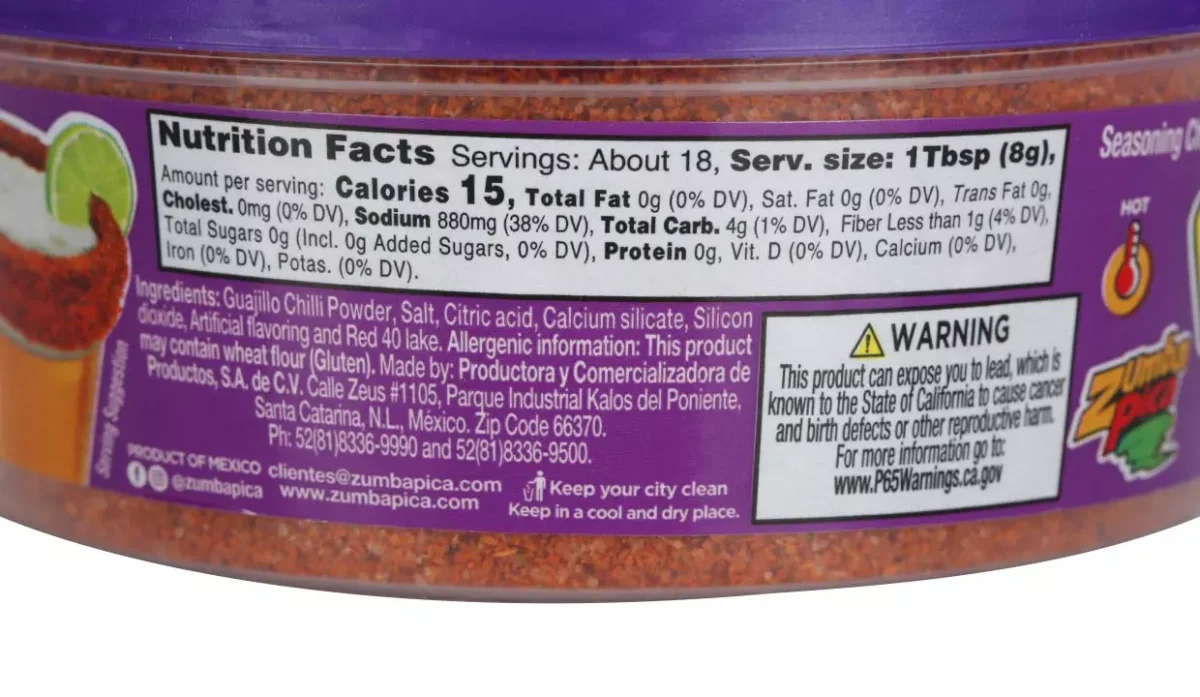 Nutrition Facts Servings: About 18, Serv. size: 1Tbsp (8g),
Amount per serving: Calories 15, Total Fat 0g (0% DV), Sat. Fat 0g (0% DV), Trans Fat 0g,
Cholest. 0mg (0% DV), Sodium 880mg (38% DV), Total Carb. 4g (1% DV), Fiber Less than 1g (4% DV),
Total Sugars 0g (Incl. 0g Added Sugars, 0% DV), Protein 0g, Vit. D (0% DV), Calcium (0% DV),
Iron (0% DV), Potas. (0% DV).
Ingredients: Guajillo Chilli Powder, Salt, Citric acid, Calcium silicate, Silicon
dioxide, Artificial flavoring and Red 40 lake. Allergenic information: This product
may contain wheat flour (Gluten). Made by: Productora y Comercializadora de
Productos, S.A. de C.V. Calle Zeus #1105, Parque Industrial Kalos del Poniente,
Santa Catarina, N.L., México. Zip Code 66370.
Ph: 52(81)8336-9990 and 52(81)8336-9500.
PRODUCT OF MEXICO clientes@zumbapica.com
@zumbapica www.zumbapica.com
Keep your city clean
Keep in a cool and dry place.
Serving Suggestion
WARNING
This product can expose you to lead, which is
known to the State of California to cause cancer
and birth defects or other reproductive harm.
For more information go to:
www.P65Warnings.ca.gov
Seasoning
HOT
Zumba
pica